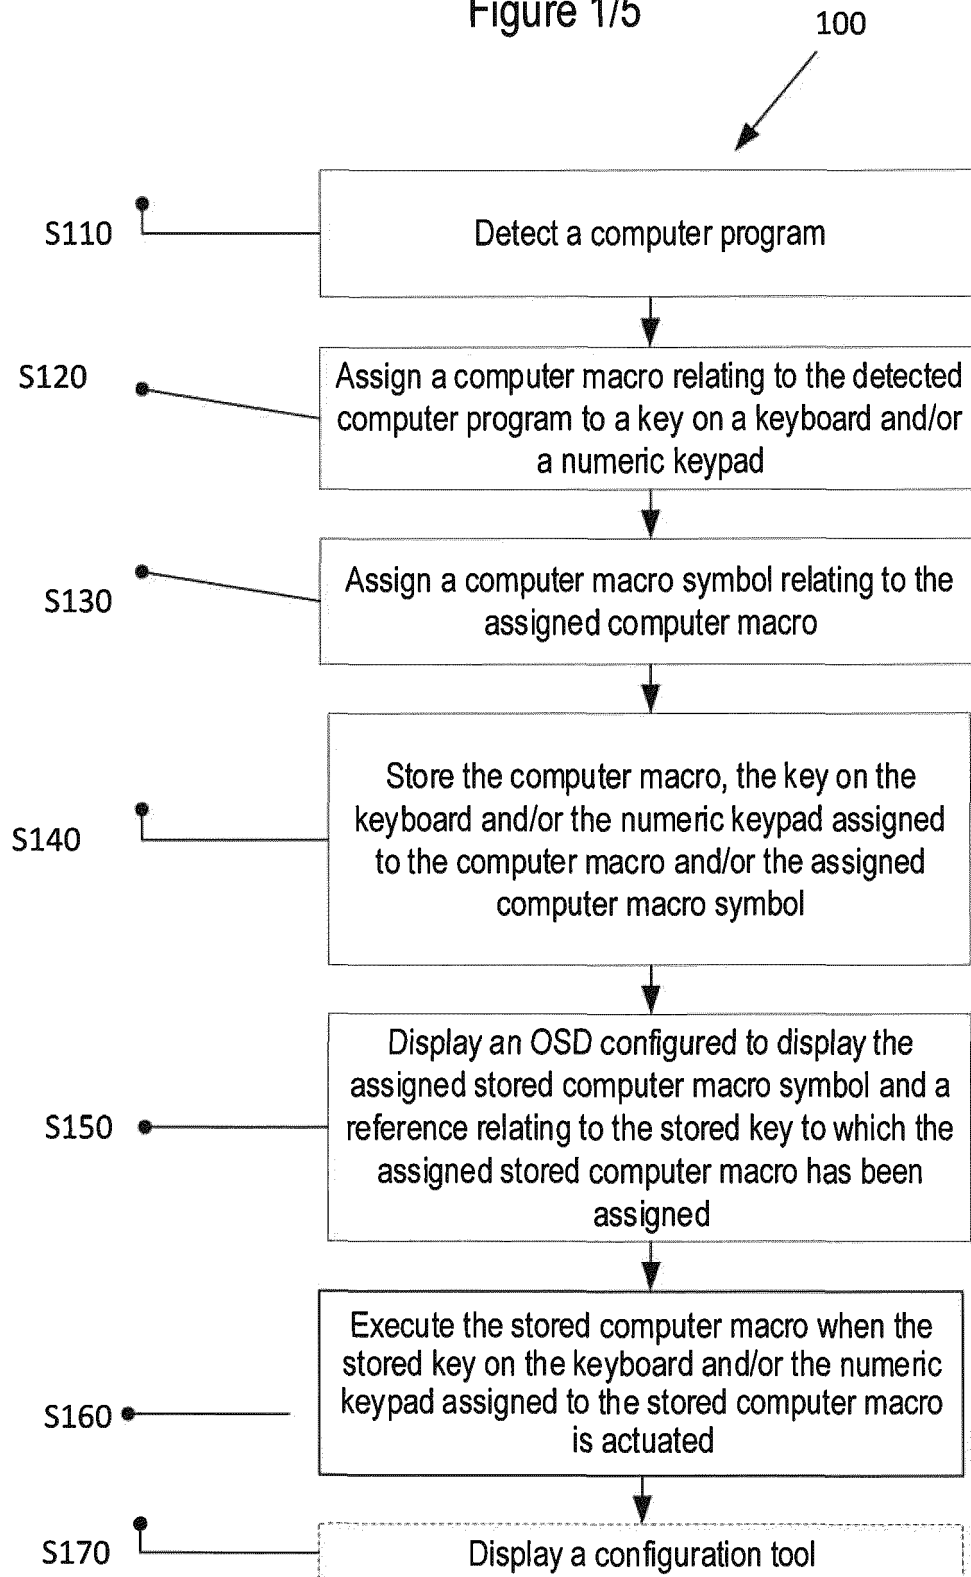 Figure 1/5
100
S110
Detect a computer program
S120
Assign a computer macro relating to the detected
computer program to a key on a keyboard and/or
a numeric keypad
S130
Assign a computer macro symbol relating to the
assigned computer macro
S140
Store the computer macro, the key on the
keyboard and/or the numeric keypad assigned
to the computer macro and/or the assigned
computer macro symbol
S150
Display an OSD configured to display the
assigned stored computer macro symbol and a
reference relating to the stored key to which the
assigned stored computer macro has been
assigned
S160
Execute the stored computer macro when the
stored key on the keyboard and/or the numeric
keypad assigned to the stored computer macro
is actuated
S170
Display a configuration tool